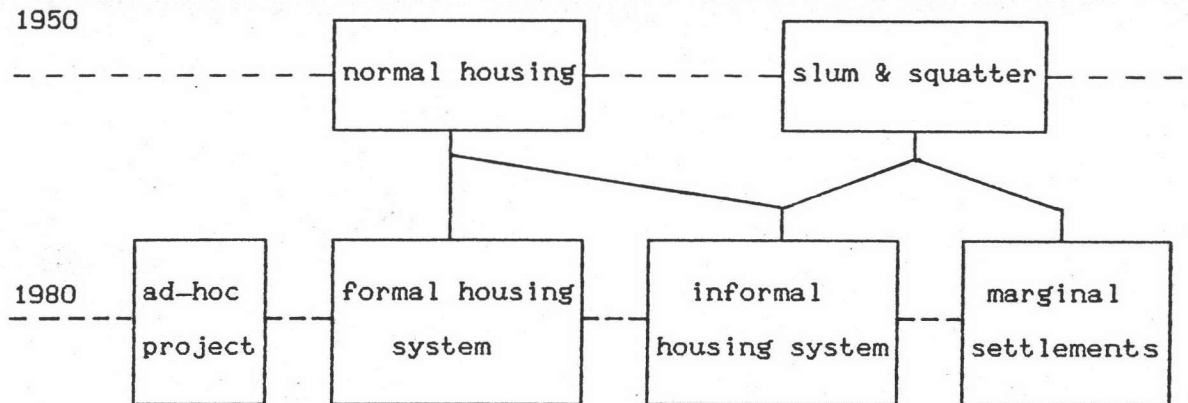 1950
normal housing
slum & squatter
1980
ad-hoc
project
formal housing
system
informal
housing system
marginal
settlements